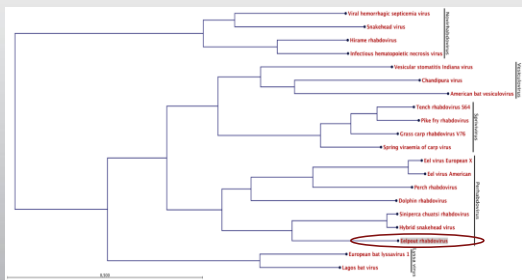 Viral hemorrhagic septicemia virus
Snakehead virus
Hirame rhabdovirus
Infectious hematopoietic necrosis virus
Novirhabdovirus
Vesicular stomatitis Indiana virus
Chandipura virus
American bat vesiculovirus
Vesiculovirus
Tench rhabdovirus S64
Pike fry rhabdovirus
Grass carp rhabdovirus V76
Spring viraemia of carp virus
Sprivivirus
Eel virus European X
Eel virus American
Perch rhabdovirus
Dolphin rhabdovirus
Siniperca chuatsi rhabdovirus
Hybrid snakehead virus
Eelpout rhabdovirus
Perhabdovirus
European bat lyssavirus 1
Lagos bat virus